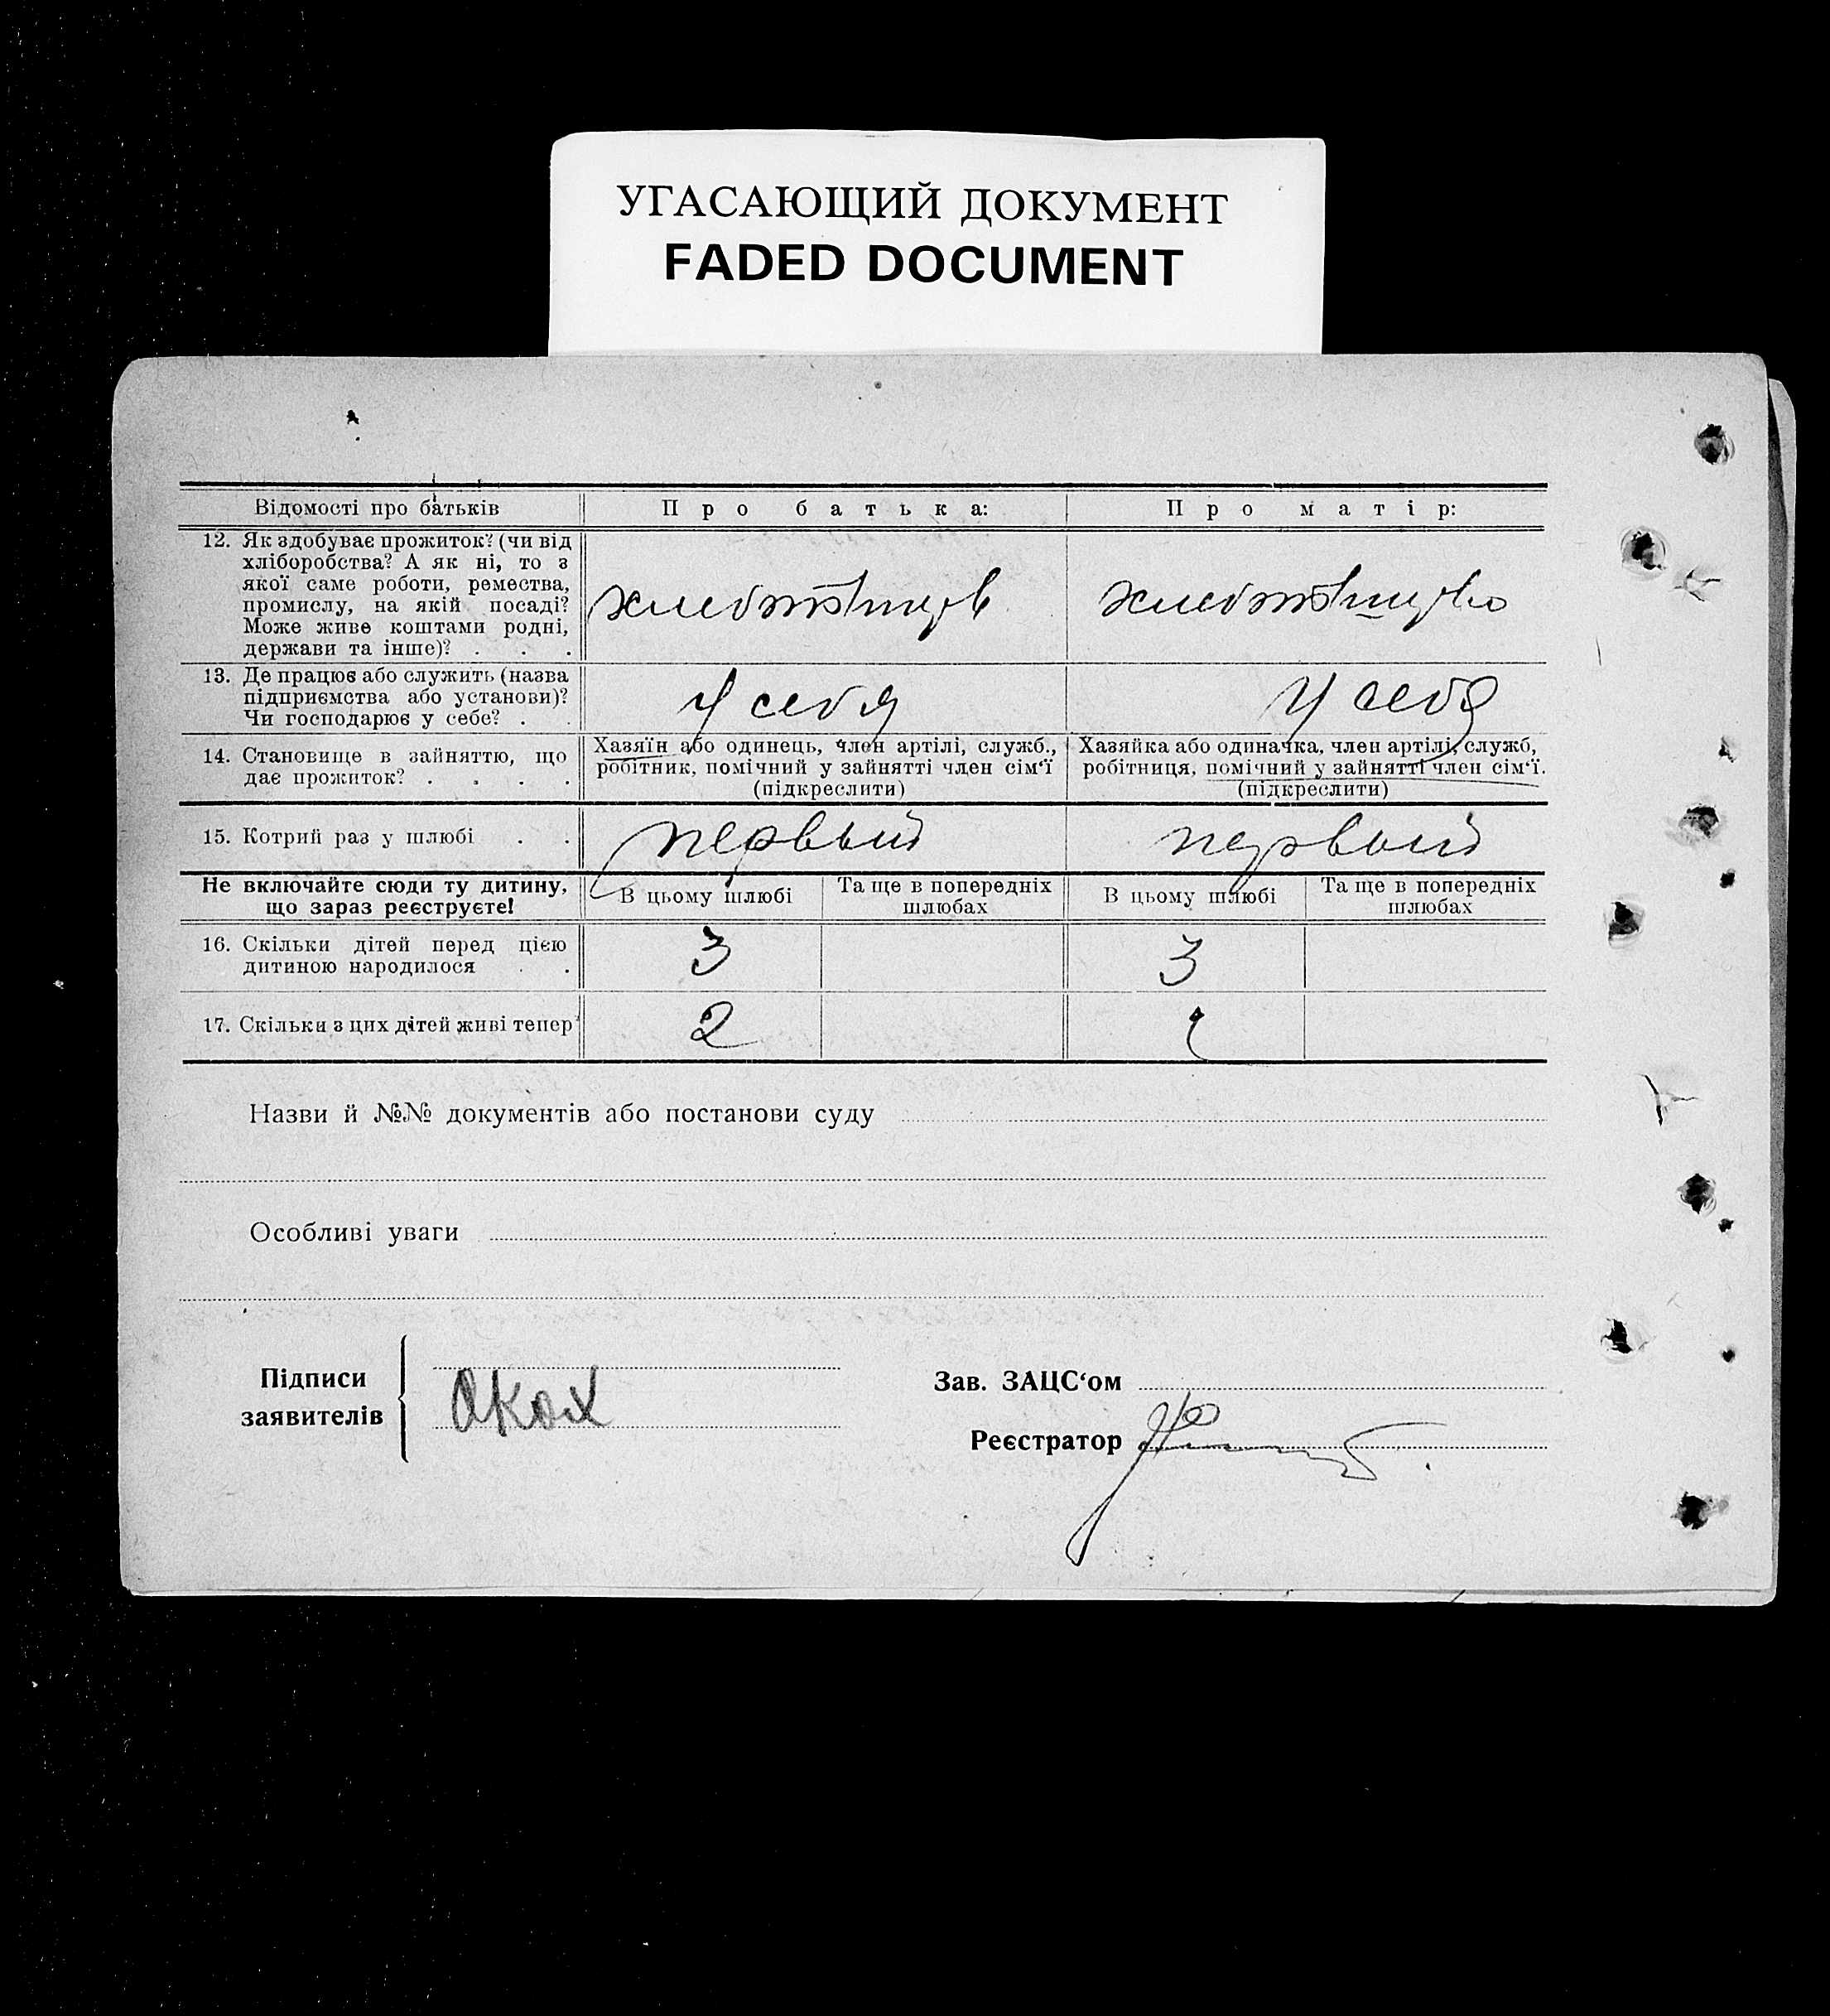 УГАСАЮЩИЙ ДОКУМЕНТ
FADED DOCUMENT
Відомості про батьків
Про батька:
Про матір:
12. Як здобуває прожиток? (чи від
хліборобства? А як ні, то з
якої саме роботи, ремества,
промислу, на якій посаді?
Може живе коштами родні,
держави та інше)? . . .
13. Де працює або служить (назва
підприємства або установи)?
Чи господарює у себе? . .
У себя
У себя
14. Становище в зайняттю, що
дає прожиток? . . . .
Хазяїн або одинець, член артілі, служб.,
робітник, помічний у зайнятті член сім'ї
(підкреслити)
Хазяйка або одиначка, член артілі, служб,
робітниця, помічний у зайнятті член сім'ї.
(підкреслити)
15. Котрий раз у шлюбі . .
первый
первый
Не включайте сюди ту дитину,
що зараз реєструєте!
В цьому шлюбі
Та ще в попередніх
шлюбах
В цьому шлюбі
Та ще в попередніх
шлюбах
16. Скільки дітей перед цією
дитиною народилося . .
3
3
17. Скільки з цих дітей живі тепер
2
Назви й №№ документів або постанови суду
Особливі уваги
Підписи
заявителів
Зав. ЗАЦС‘ом
Реєстратор